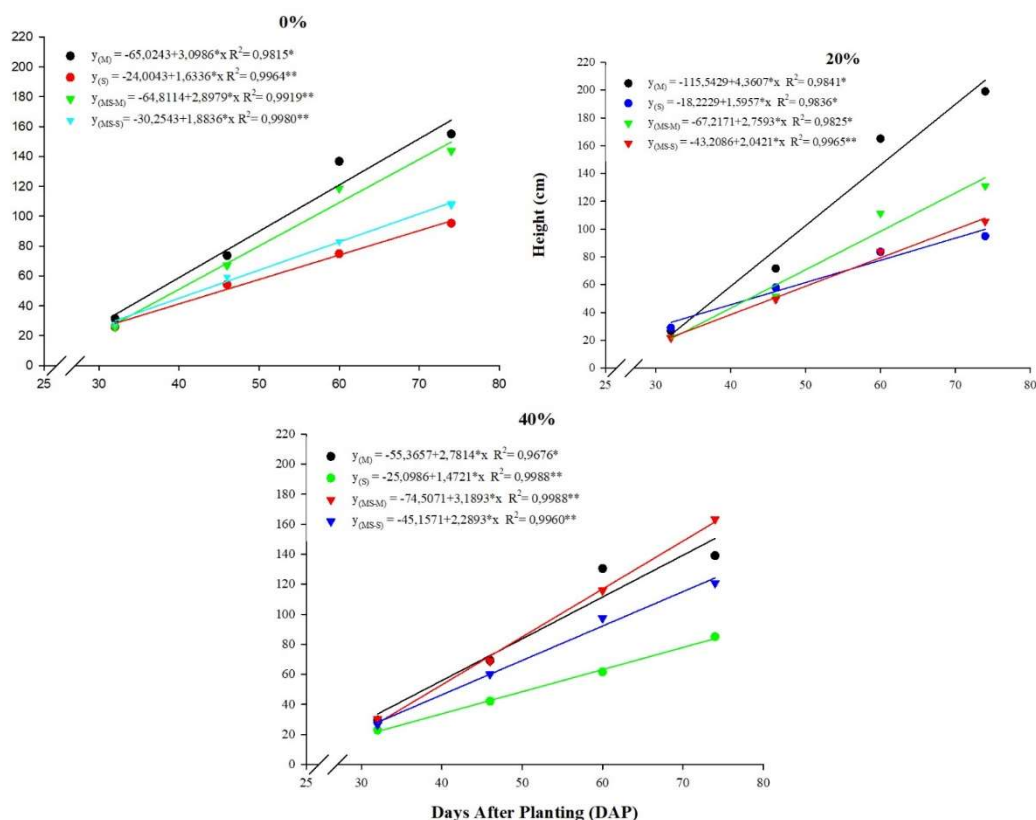 0%
y(M) = -65,0243+3,0986*x R2= 0,9815*
y(S) = -24,0043+1,6336*x R2= 0,9964**
y(MS-M) = -64,8114+2,8979*x R2= 0,9919**
y(MS-S) = -30,2543+1,8836*x R2= 0,9980**
220
200
180
160
140
120
100
80
60
40
20
0
25 30 40 50 60 70 80
20%
y(M) = -115,5429+4,3607*x R2= 0,9841*
y(S) = -18,2229+1,5957*x R2= 0,9836*
y(MS-M) = -67,2171+2,7593*x R2= 0,9825*
y(MS-S) = -43,2086+2,0421*x R2= 0,9965**
Height (cm)
220
200
180
160
140
120
100
80
60
40
20
0
25 30 40 50 60 70 80
40%
y(M) = -55,3657+2,7814*x R2= 0,9676*
y(S) = -25,0986+1,4721*x R2= 0,9988**
y(MS-M) = -74,5071+3,1893*x R2= 0,9988**
y(MS-S) = -45,1571+2,2893*x R2= 0,9960**
220
200
180
160
140
120
100
80
60
40
20
0
25 30 40 50 60 70 80
Days After Planting (DAP)